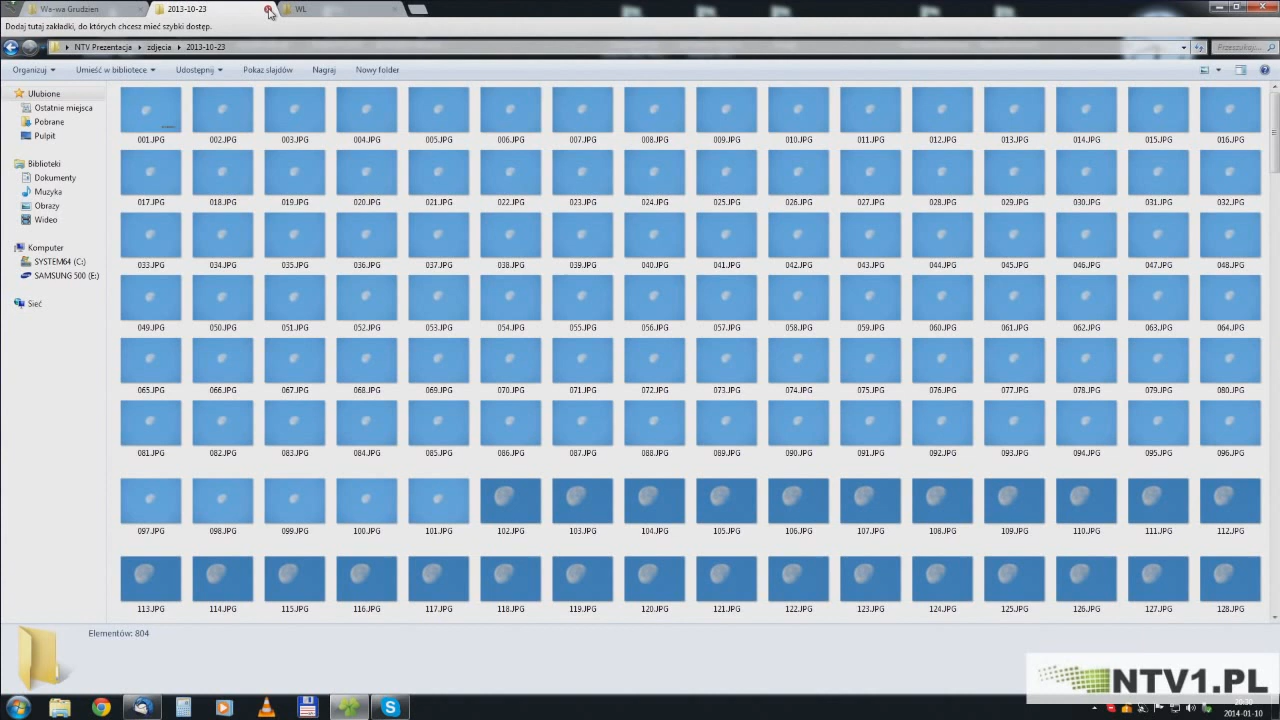 Wa-wa Grudzien
2013-10-23
WL
Dodaj tutaj zakładki, do których chcesz mieć szybki dostęp.
NTV Prezentacja
zdjecia
2013-10-23
Przeszukaj:
Organizuj
Umieść w bibliotece
Udostępnij
Pokaz slajdów
Nagraj
Nowy folder
Ulubione
Ostatnie miejsca
Pobrane
Pulpit
Biblioteki
Dokumenty
Muzyka
Obrazy
Wideo
Komputer
SYSTEM64 (C:)
SAMSUNG 500 (E:)
Sieć
001.JPG 002.JPG 003.JPG 004.JPG 005.JPG 006.JPG 007.JPG 008.JPG 009.JPG 010.JPG 011.JPG 012.JPG 013.JPG 014.JPG 015.JPG 016.JPG
017.JPG 018.JPG 019.JPG 020.JPG 021.JPG 022.JPG 023.JPG 024.JPG 025.JPG 026.JPG 027.JPG 028.JPG 029.JPG 030.JPG 031.JPG 032.JPG
033.JPG 034.JPG 035.JPG 036.JPG 037.JPG 038.JPG 039.JPG 040.JPG 041.JPG 042.JPG 043.JPG 044.JPG 045.JPG 046.JPG 047.JPG 048.JPG
049.JPG 050.JPG 051.JPG 052.JPG 053.JPG 054.JPG 055.JPG 056.JPG 057.JPG 058.JPG 059.JPG 060.JPG 061.JPG 062.JPG 063.JPG 064.JPG
065.JPG 066.JPG 067.JPG 068.JPG 069.JPG 070.JPG 071.JPG 072.JPG 073.JPG 074.JPG 075.JPG 076.JPG 077.JPG 078.JPG 079.JPG 080.JPG
081.JPG 082.JPG 083.JPG 084.JPG 085.JPG 086.JPG 087.JPG 088.JPG 089.JPG 090.JPG 091.JPG 092.JPG 093.JPG 094.JPG 095.JPG 096.JPG
097.JPG 098.JPG 099.JPG 100.JPG 101.JPG 102.JPG 103.JPG 104.JPG 105.JPG 106.JPG 107.JPG 108.JPG 109.JPG 110.JPG 111.JPG 112.JPG
113.JPG 114.JPG 115.JPG 116.JPG 117.JPG 118.JPG 119.JPG 120.JPG 121.JPG 122.JPG 123.JPG 124.JPG 125.JPG 126.JPG 127.JPG 128.JPG
Elementów: 804
NTV1.PL
2014-01-10